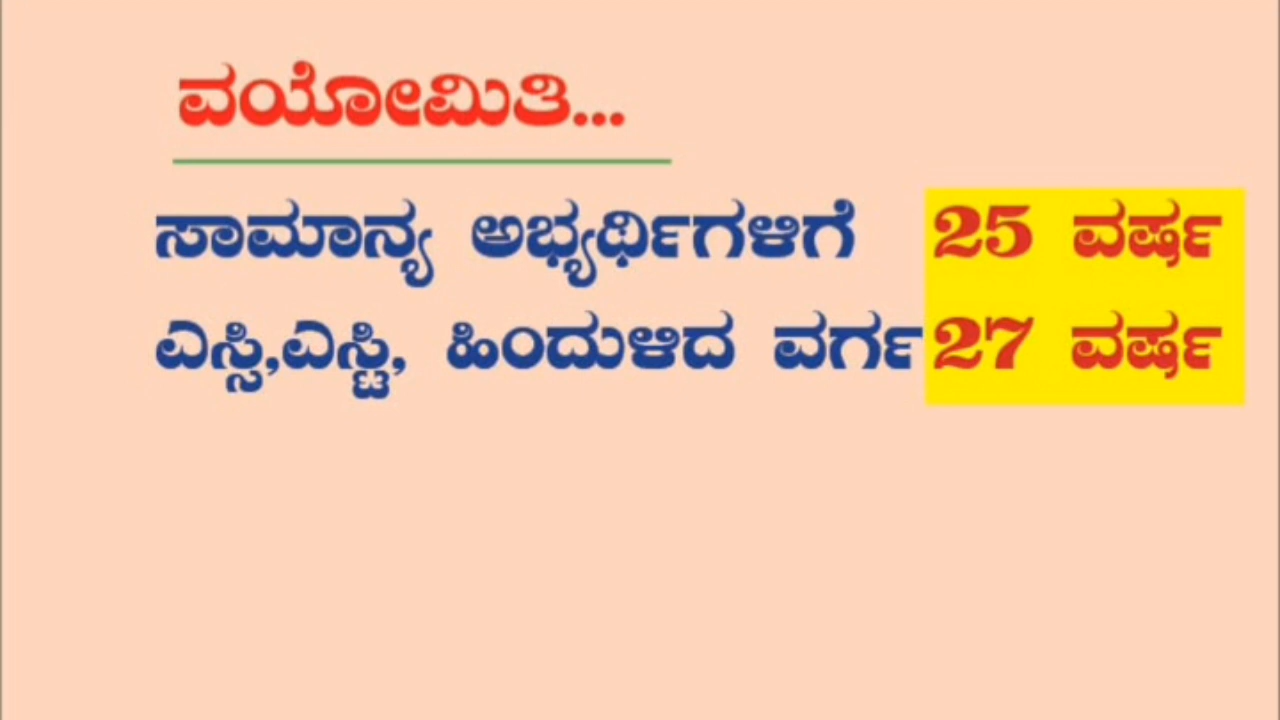 ವಯೋಮಿತಿ...
ಸಾಮಾನ್ಯ ಅಭ್ಯರ್ಥಿಗಳಿಗೆ 25 ವರ್ಷ
ಎಸ್ಸಿ,ಎಸ್ಟಿ, ಹಿಂದುಳಿದ ವರ್ಗ 27 ವರ್ಷ